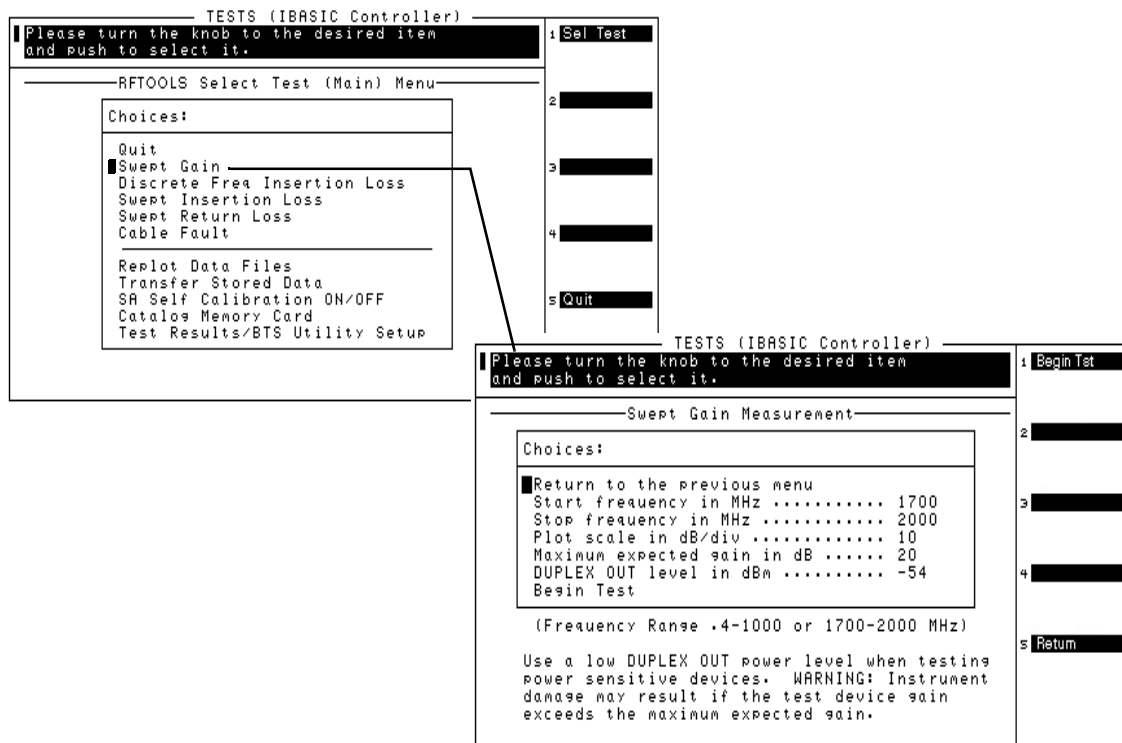 TESTS (IBASIC Controller)
Please turn the knob to the desired item
and push to select it.
1 Sel Test
RFTOOLS Select Test (Main) Menu
2
Choices:
Quit
Swept Gain
3
Discrete Freq Insertion Loss
Swept Insertion Loss
Swept Return Loss
Cable Fault
4
Replot Data Files
Transfer Stored Data
SA Self Calibration ON/OFF
5 Quit
Catalog Memory Card
Test Results/BTS Utility Setup
TESTS (IBASIC Controller)
Please turn the knob to the desired item
and push to select it.
1 Begin Tst
Swept Gain Measurement
2
Choices:
Return to the previous menu
Start frequency in MHz ........... 1700
3
Stop frequency in MHz ............ 2000
Plot scale in dB/div ............. 10
Maximum expected gain in dB ...... 20
DUPLEX OUT level in dBm .......... -54
4
Begin Test
(Frequency Range .4-1000 or 1700-2000 MHz)
5 Return
Use a low DUPLEX OUT power level when testing
power sensitive devices. WARNING: Instrument
damage may result if the test device gain
exceeds the maximum expected gain.